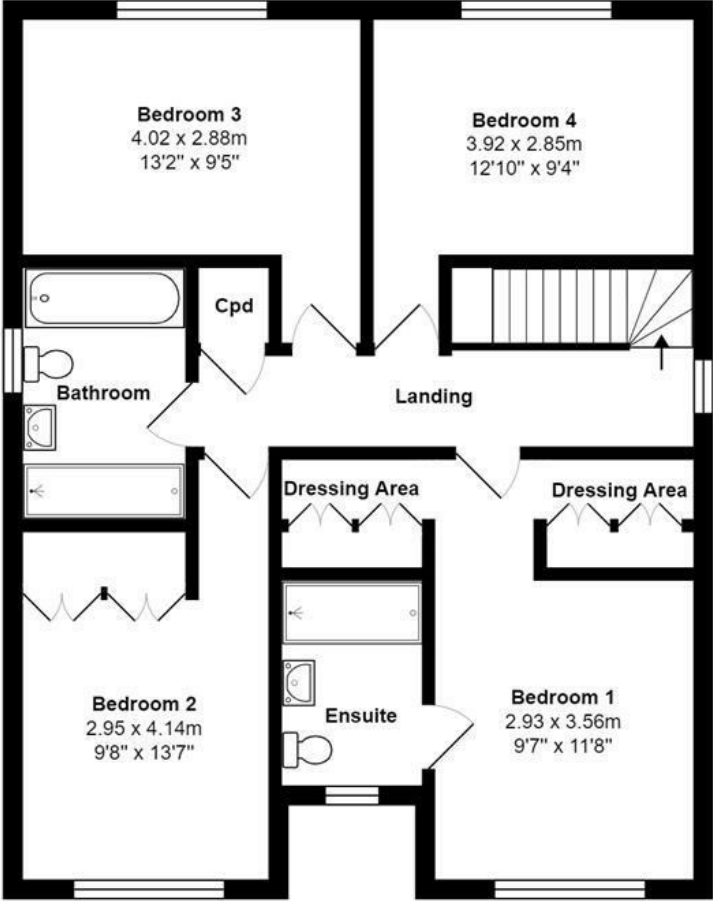 Bedroom 3
4.02 x 2.88m
13'2" x 9'5"
Bedroom 4
3.92 x 2.85m
12'10" x 9'4"
Cpd
Bathroom
Landing
Dressing Area
Dressing Area
Bedroom 2
2.95 x 4.14m
9'8" x 13'7"
Ensuite
Bedroom 1
2.93 x 3.56m
9'7" x 11'8"